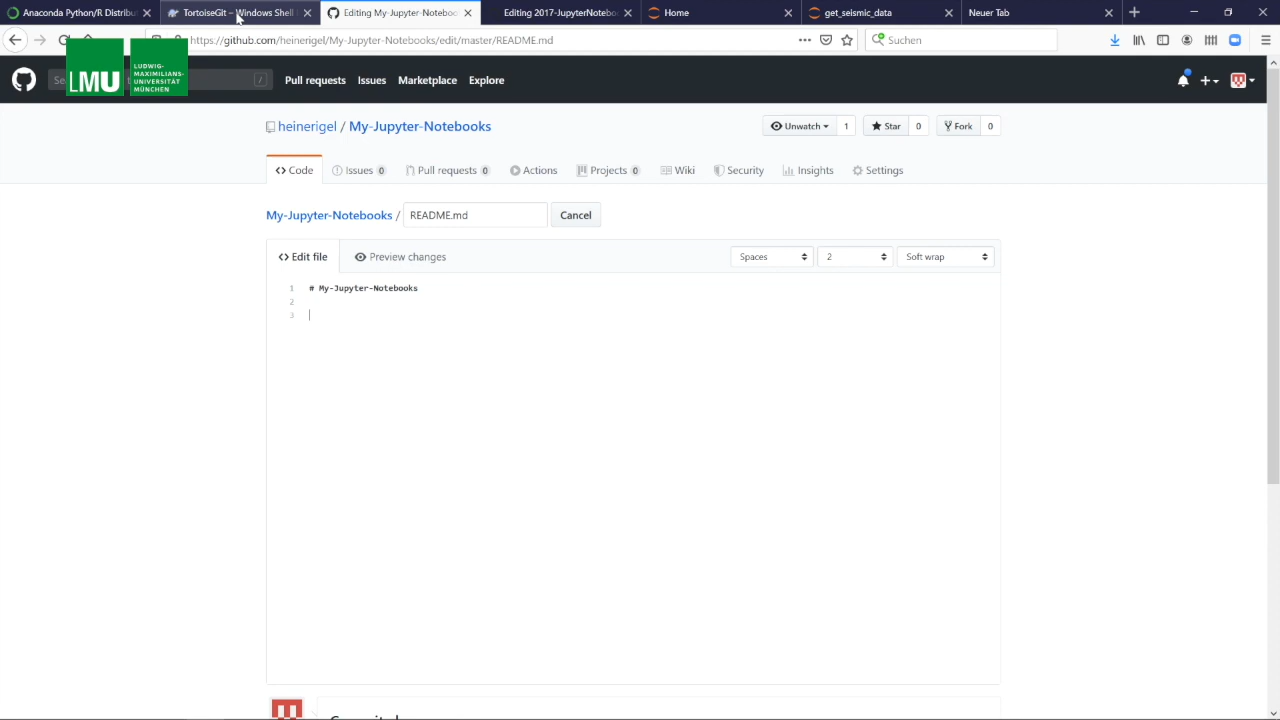 Anaconda Python/R Distribut
TortoiseGit – Windows Shell I
Editing My-Jupyter-Notebooks
Editing 2017-JupyterNoteboo
Home
get_seismic_data
Neuer Tab
https://github.com/heinerigel/My-Jupyter-Notebooks/edit/master/README.md
Suchen
LMU
LUDWIG-
MAXIMILIANS-
UNIVERSITÄT
MÜNCHEN
Se
/
Pull requests
Issues
Marketplace
Explore
heinerigel / My-Jupyter-Notebooks
Unwatch 1
Star 0
Fork 0
Code
Issues 0
Pull requests 0
Actions
Projects 0
Wiki
Security
Insights
Settings
My-Jupyter-Notebooks / README.md Cancel
Edit file
Preview changes
Spaces
2
Soft wrap
1 # My-Jupyter-Notebooks
2
3